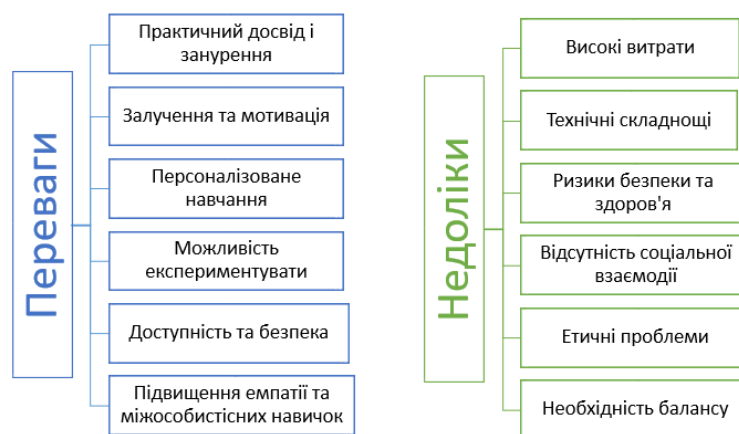 Переваги
Практичний досвід і
занурення
Залучення та мотивація
Персоналізоване
навчання
Можливість
експериментувати
Доступність та безпека
Підвищення емпатії та
міжособистісних навичок
Недоліки
Високі витрати
Технічні складнощі
Ризики безпеки та
здоров'я
Відсутність соціальної
взаємодії
Етичні проблеми
Необхідність балансу